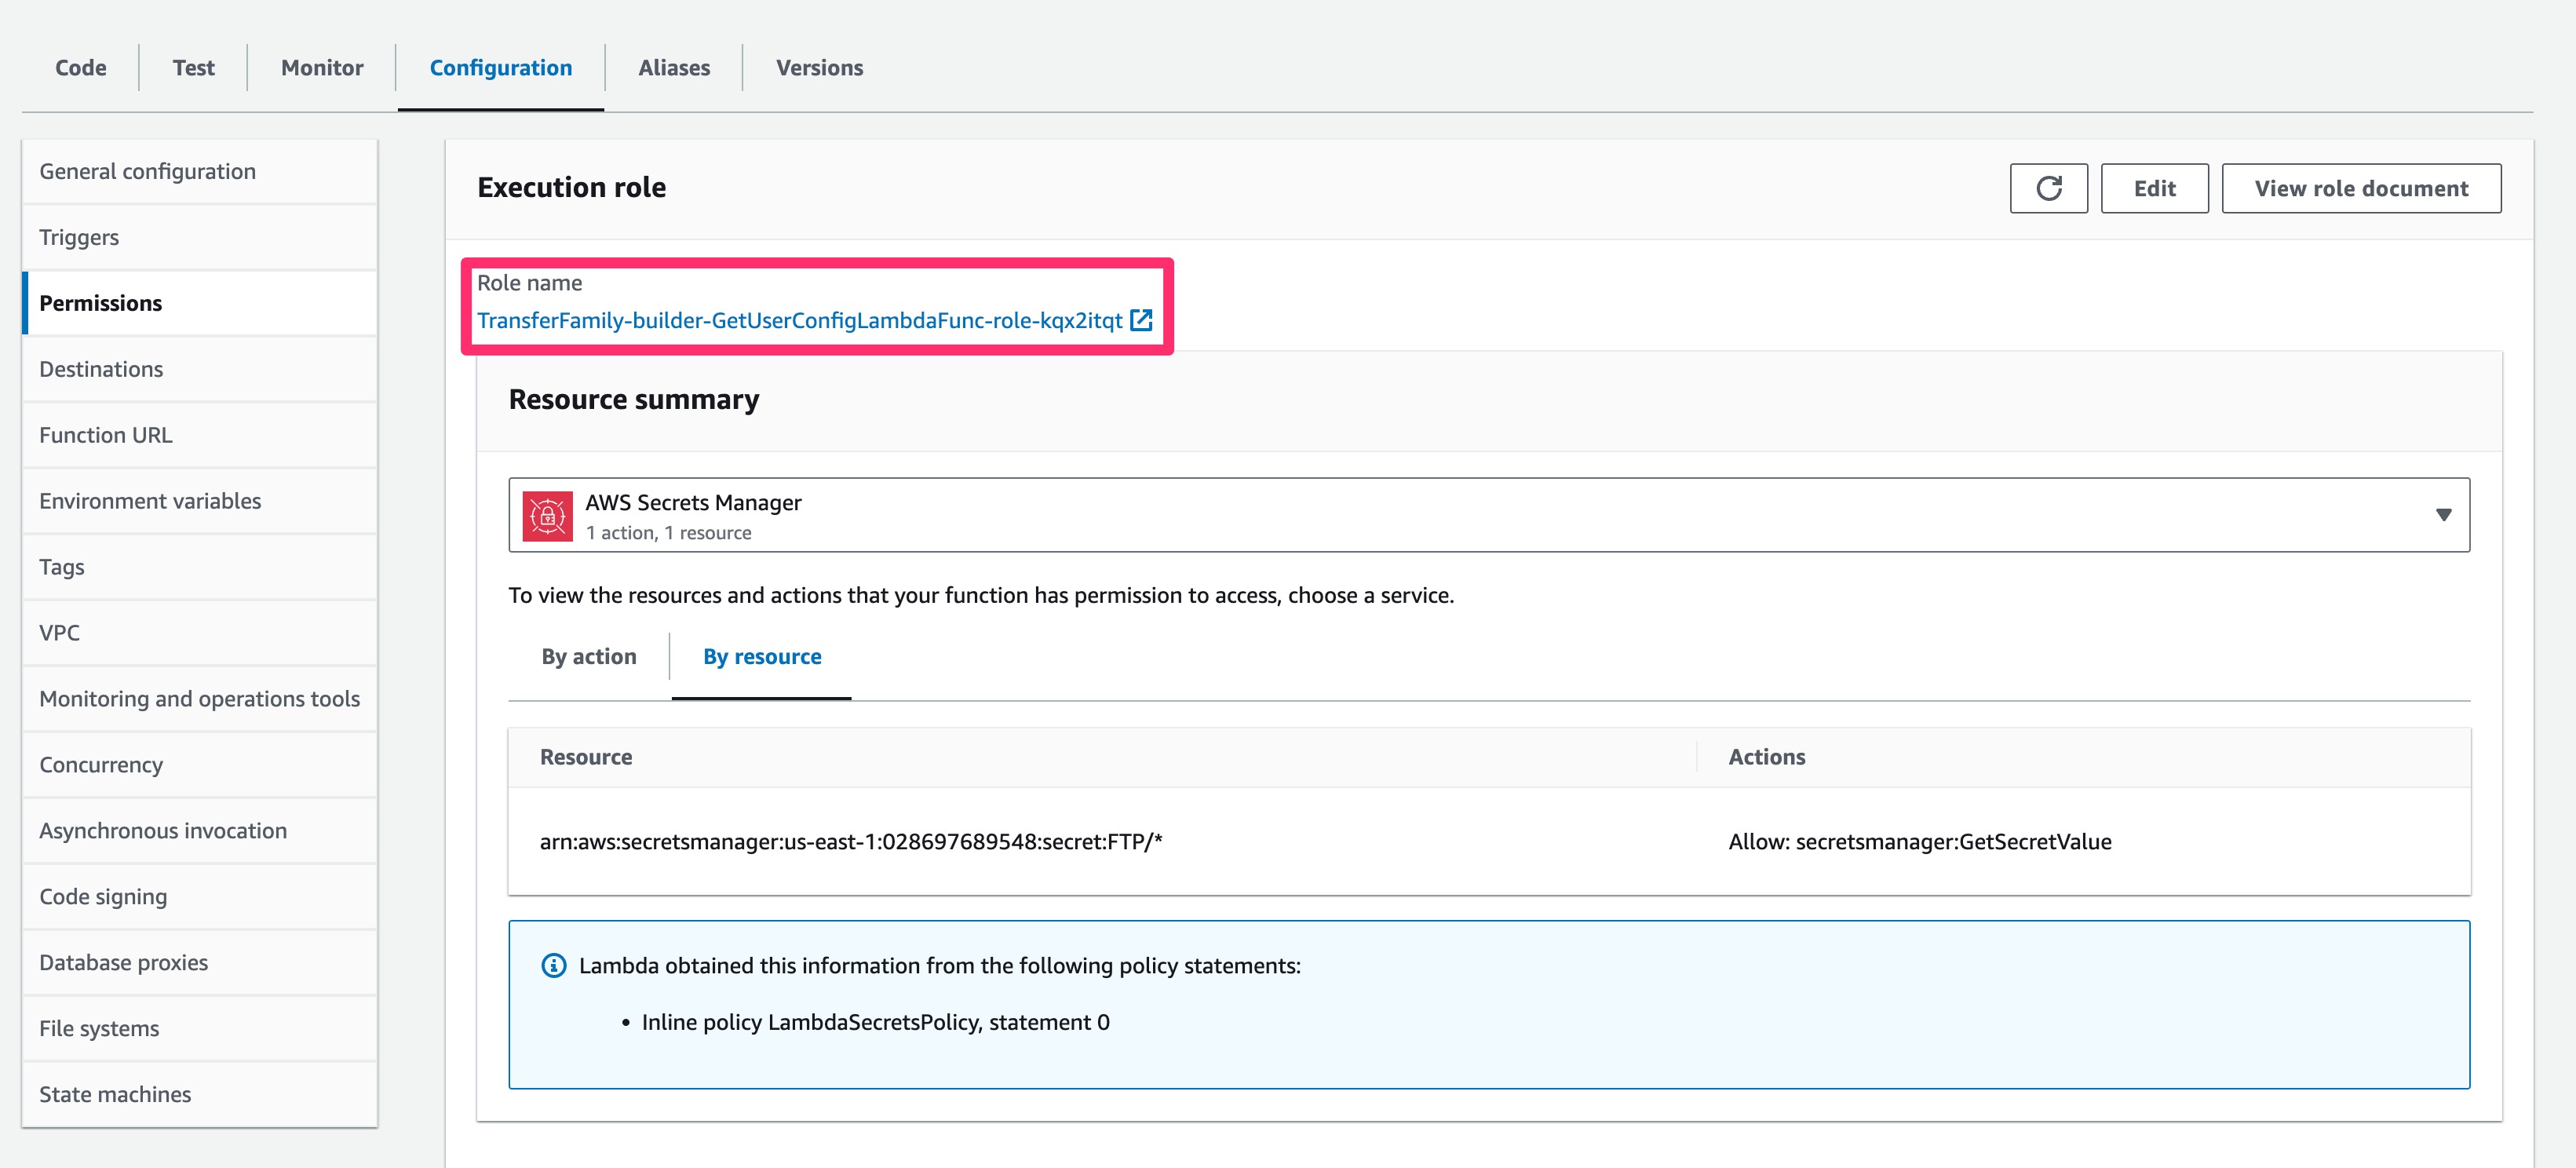 Code
Test
Monitor
Configuration
Aliases
Versions
General configuration
Triggers
Permissions
Destinations
Function URL
Environment variables
Tags
VPC
Monitoring and operations tools
Concurrency
Asynchronous invocation
Code signing
Database proxies
File systems
State machines
Execution role
Edit
View role document
Role name
TransferFamily-builder-GetUserConfigLambdaFunc-role-kqx2itqt
Resource summary
AWS Secrets Manager
1 action, 1 resource
To view the resources and actions that your function has permission to access, choose a service.
By action
By resource
Resource
Actions
arn:aws:secretsmanager:us-east-1:028697689548:secret:FTP/*
Allow: secretsmanager:GetSecretValue
Lambda obtained this information from the following policy statements:
• Inline policy LambdaSecretsPolicy, statement 0